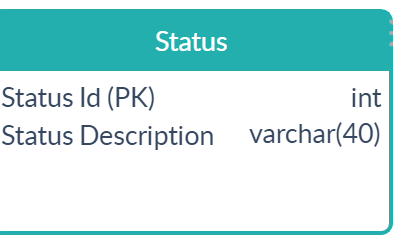 Status
Status Id (PK) int
Status Description varchar(40)